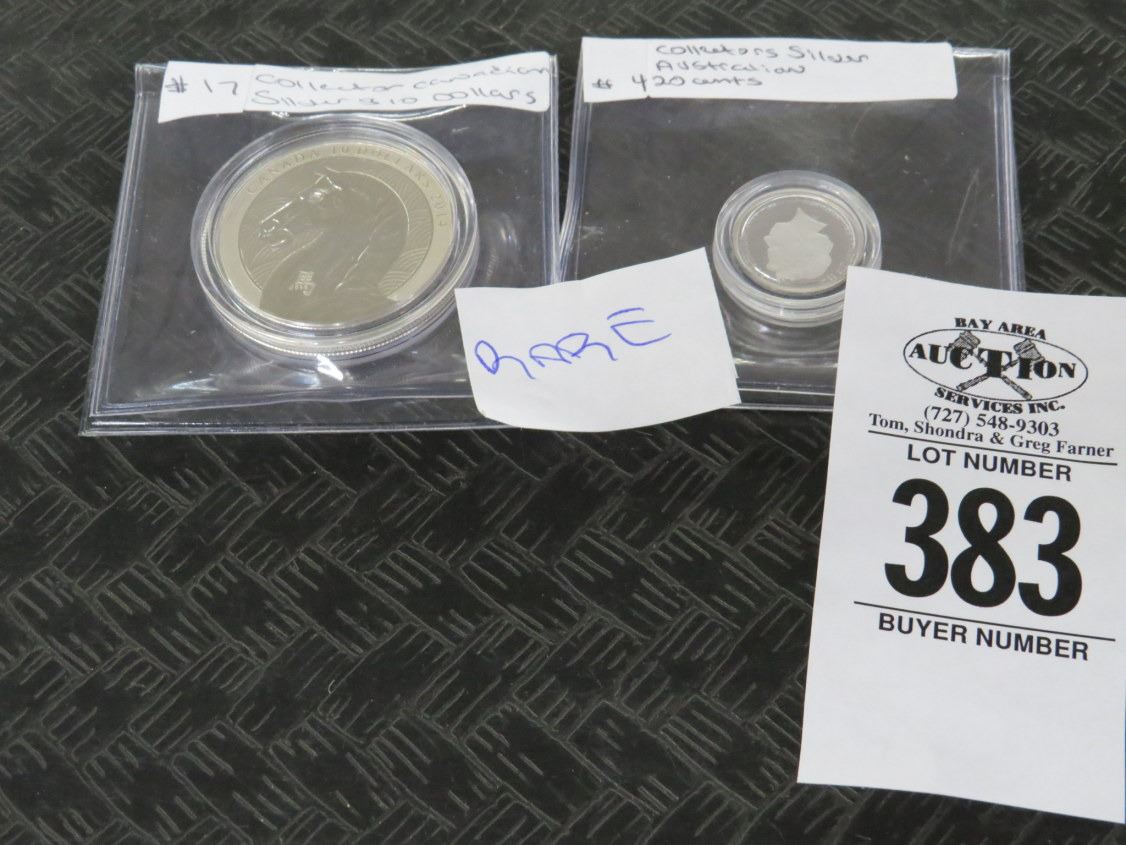 # 17 Collector canadian
Silver $10 Dollars
Collectors Silver
Australian
# 4 20 cents
CANADA 10 DOLLARS 2014
RARE
BAY AREA
AUCTION
SERVICES INC.
(727) 548-9303
Tom, Shondra & Greg Farner
LOT NUMBER
383
BUYER NUMBER